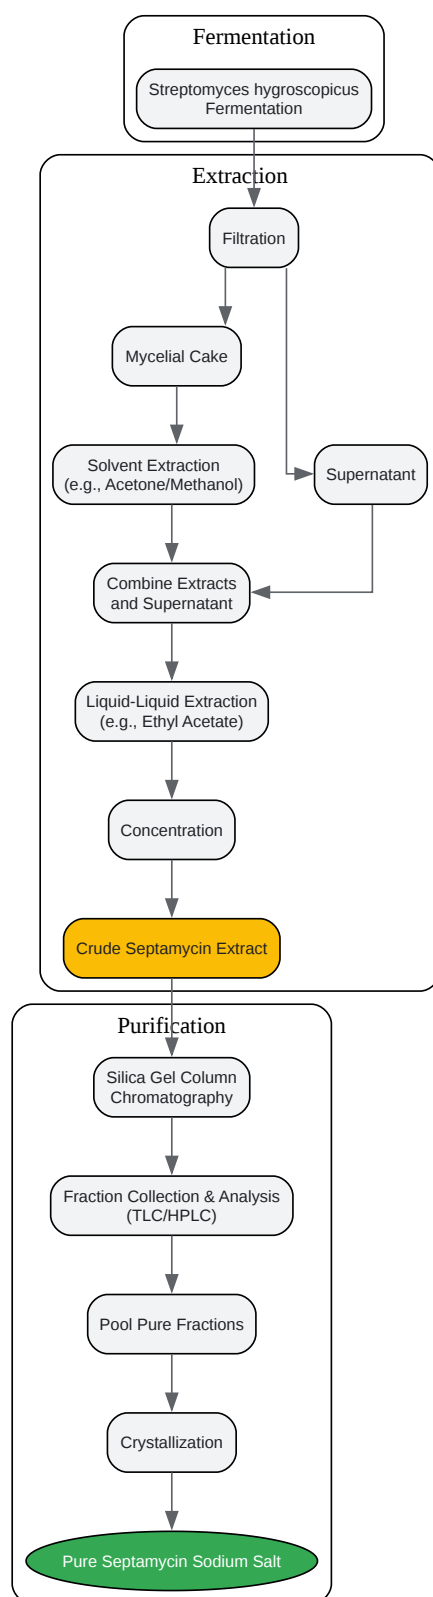 Fermentation
Streptomyces hygroscopicus
Fermentation
Extraction
Filtration
Mycelial Cake
Solvent Extraction
(e.g., Acetone/Methanol)
Supernatant
Combine Extracts
and Supernatant
Liquid-Liquid Extraction
(e.g., Ethyl Acetate)
Concentration
Crude Septamycin Extract
Purification
Silica Gel Column
Chromatography
Fraction Collection & Analysis
(TLC/HPLC)
Pool Pure Fractions
Crystallization
Pure Septamycin Sodium Salt